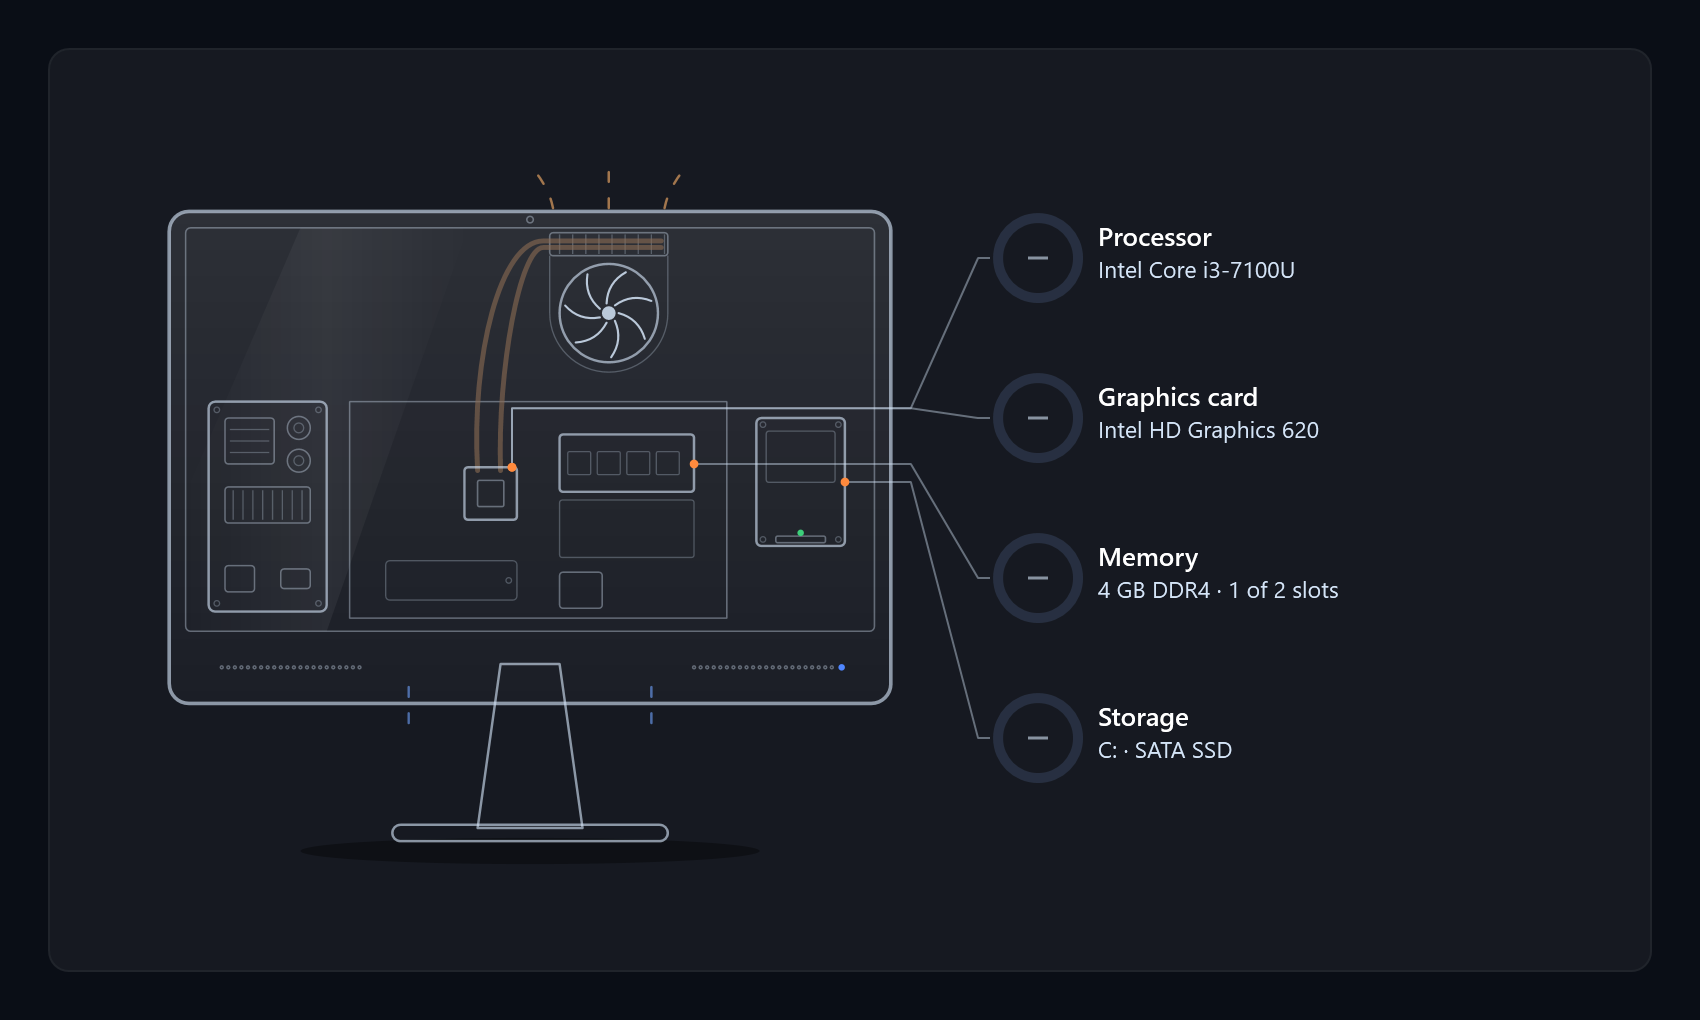 Processor
Intel Core i3-7100U
Graphics card
Intel HD Graphics 620
Memory
4 GB DDR4 · 1 of 2 slots
Storage
C: · SATA SSD